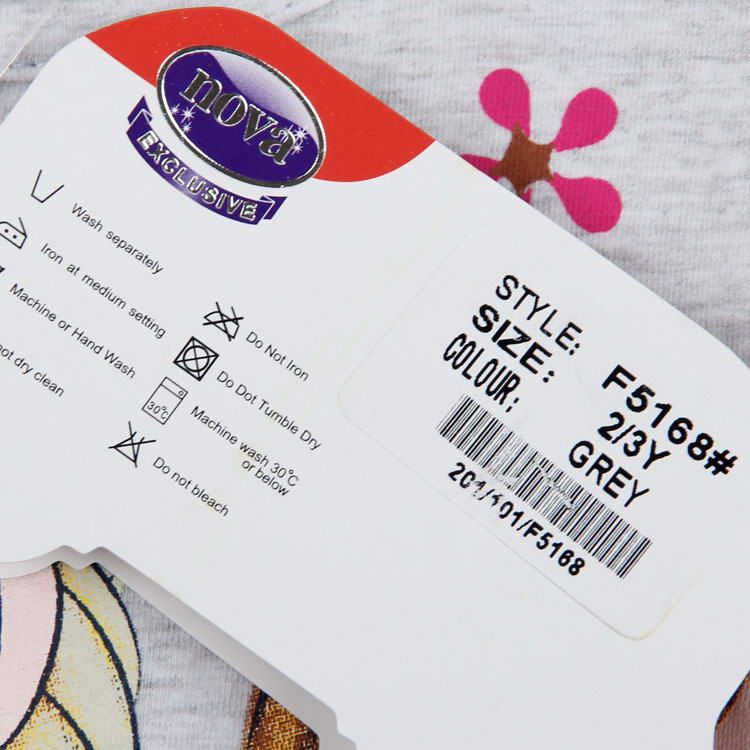 nova
EXCLUSIVE
Wash separately
Iron at medium setting
Machine or Hand Wash
not dry clean
Do Not Iron
Do Dot Tumble Dry
30°C
Machine wash 30°C
or below
Do not bleach
STYLE: F5168#
SIZE: 2/3Y
COLOUR: GREY
201/101/F5168